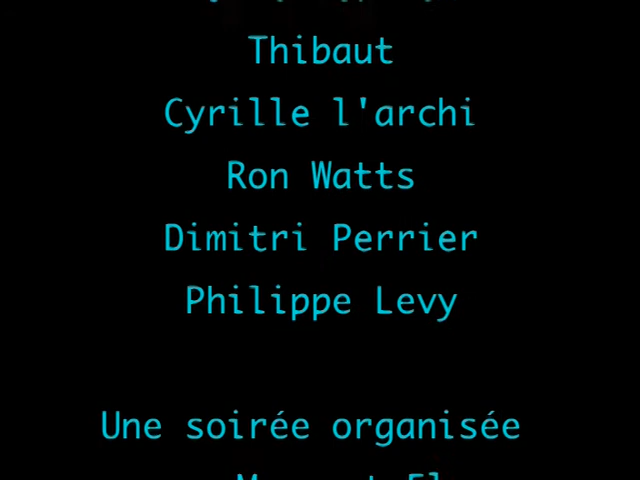 Thibaut
Cyrille l'archi
Ron Watts
Dimitri Perrier
Philippe Levy
Une soirée organisée